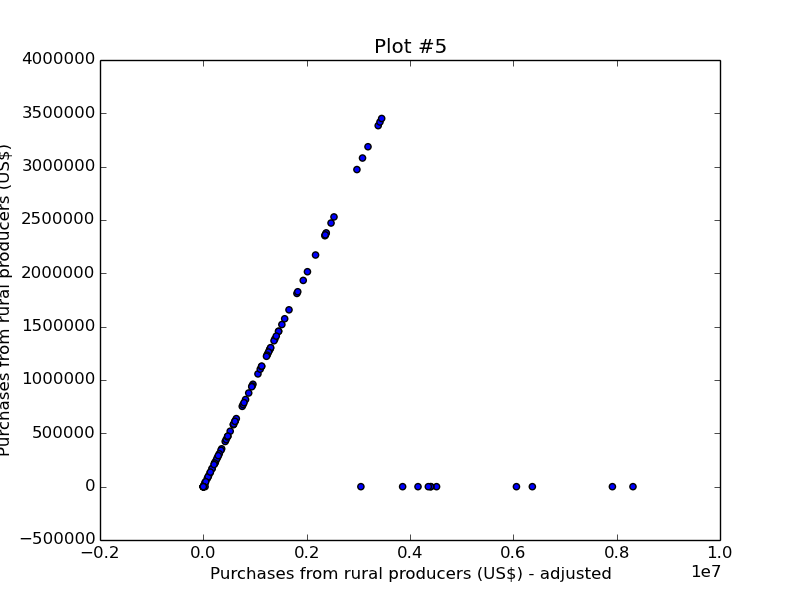 Plot #5
4000000
3500000
3000000
2500000
2000000
1500000
1000000
500000
0
−500000
Purchases from rural producers (US$)
−0.2 0.0 0.2 0.4 0.6 0.8 1.0
1e7
Purchases from rural producers (US$) - adjusted